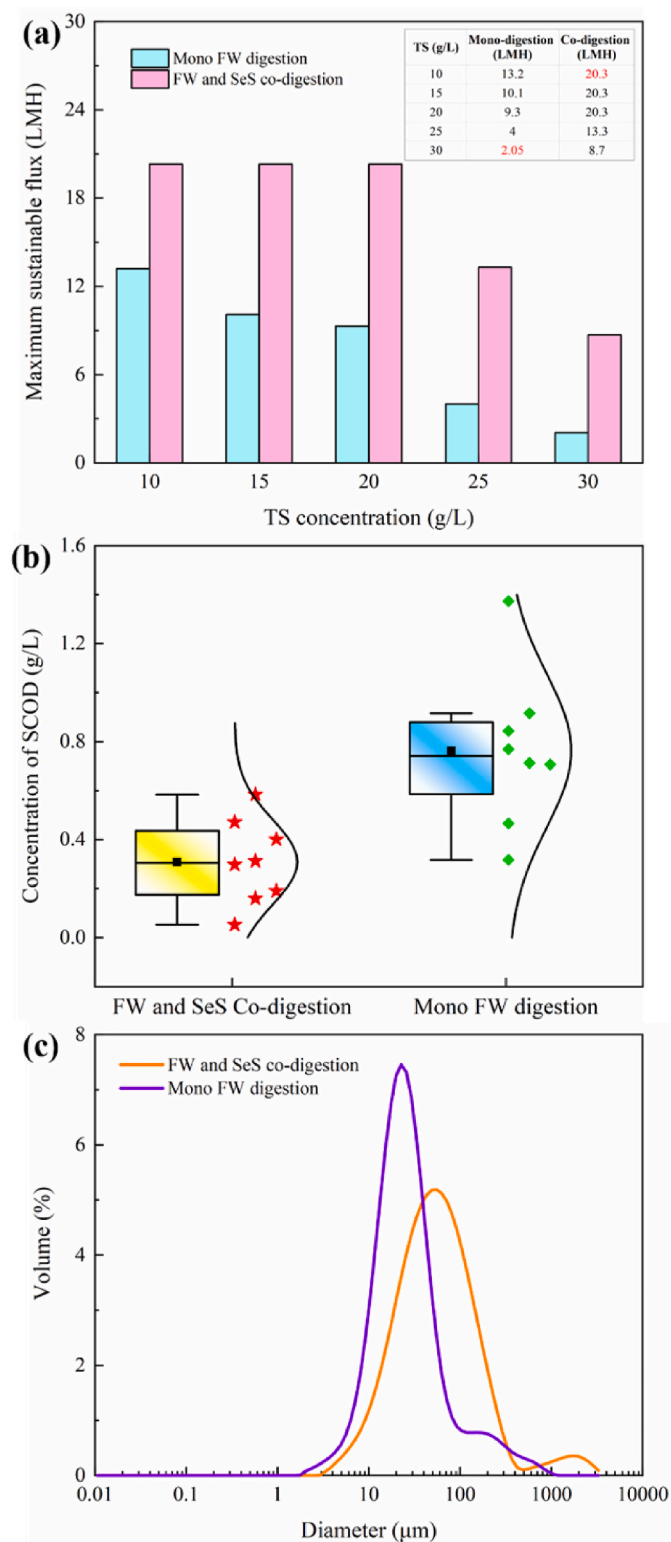 (a)
Mono FW digestion
FW and SeS co-digestion
TS (g/L) Mono-digestion (LMH) Co-digestion (LMH)
10 13.2 20.3
15 10.1 20.3
20 9.3 20.3
25 4 13.3
30 2.05 8.7
Maximum sustainable flux (LMH)
30
24
18
12
6
0
10 15 20 25 30
TS concentration (g/L)
(b)
Concentration of SCOD (g/L)
1.6
1.2
0.8
0.4
0.0
FW and SeS Co-digestion Mono FW digestion
(c)
FW and SeS co-digestion
Mono FW digestion
Volume (%)
8
6
4
2
0
0.01 0.1 1 10 100 1000 10000
Diameter (μm)